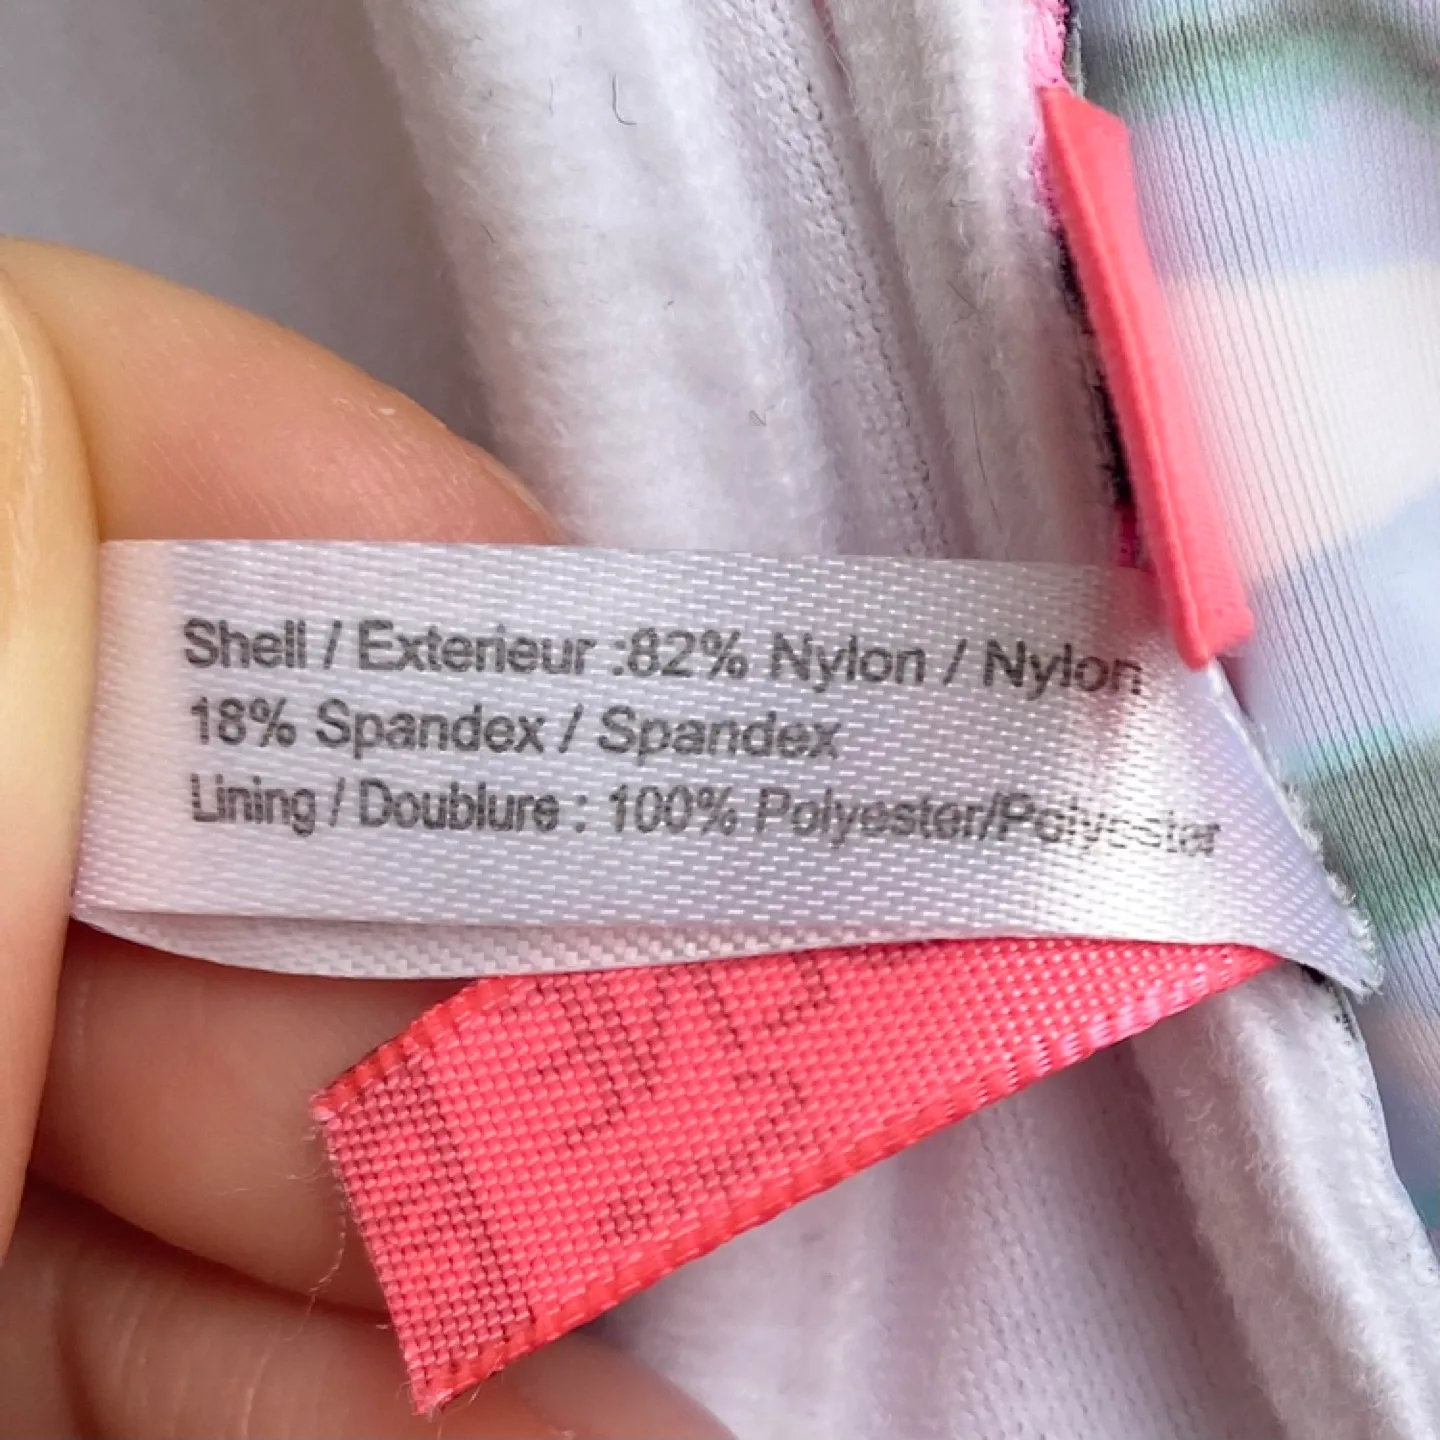 Shell / Exterieur :82% Nylon / Nylon
18% Spandex / Spandex
Lining / Doublure : 100% Polyester/Polyester